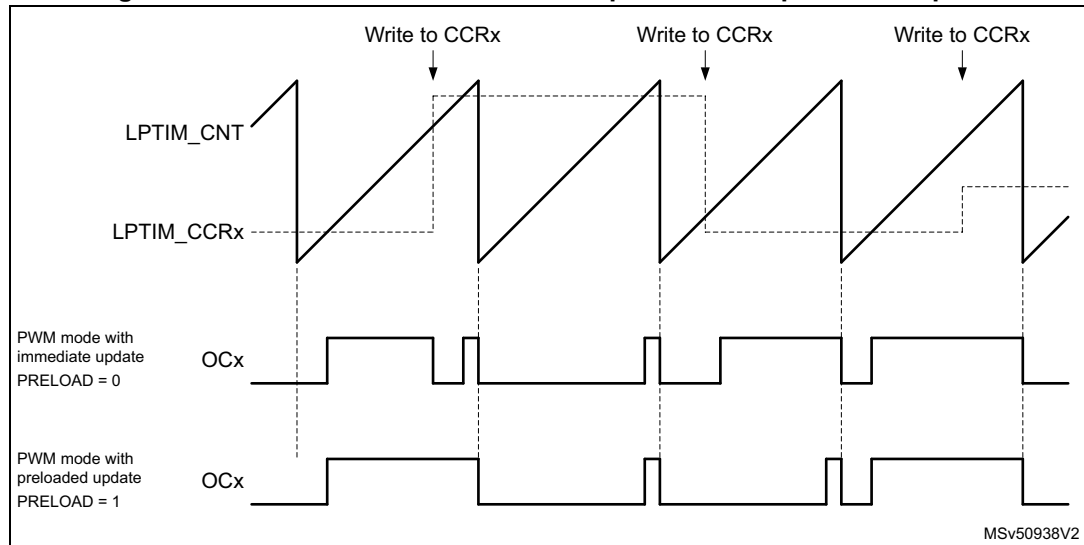 Write to CCRx
Write to CCRx
Write to CCRx
LPTIM_CNT
LPTIM_CCRx
PWM mode with
immediate update
PRELOAD = 0
OCx
PWM mode with
preloaded update
PRELOAD = 1
OCx
MSv50938V2